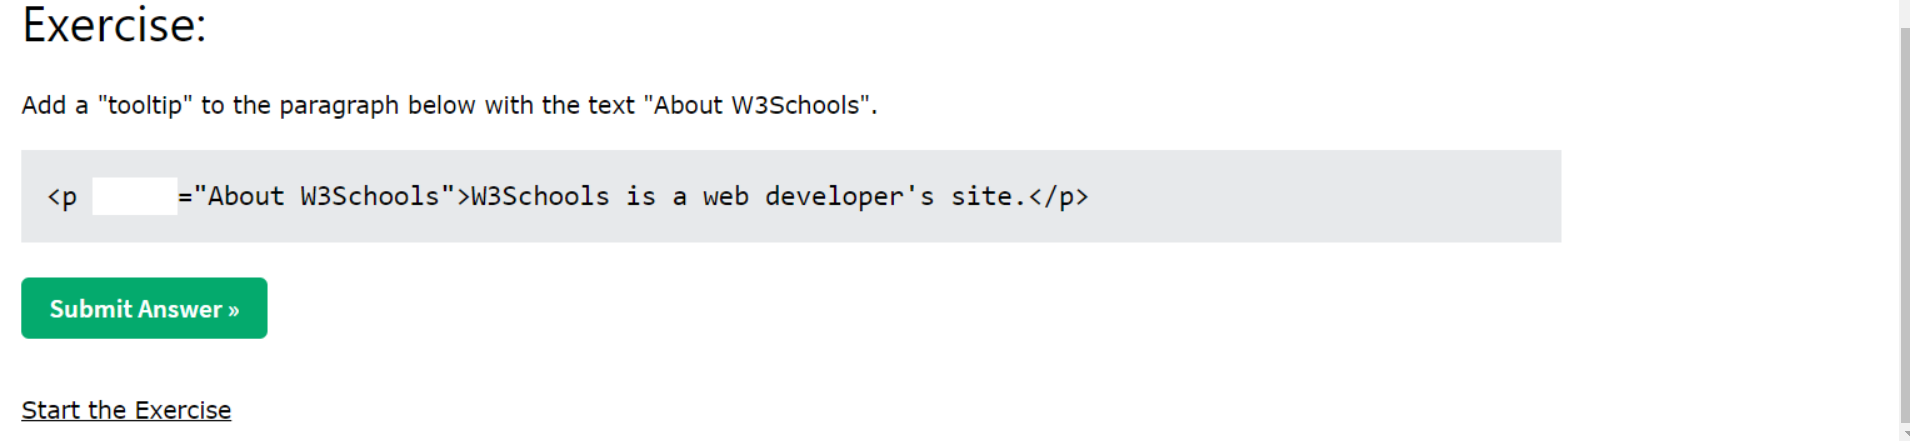 Exercise:
Add a "tooltip" to the paragraph below with the text "About W3Schools".
<p ="About W3Schools">W3Schools is a web developer's site.</p>
Submit Answer »
Start the Exercise